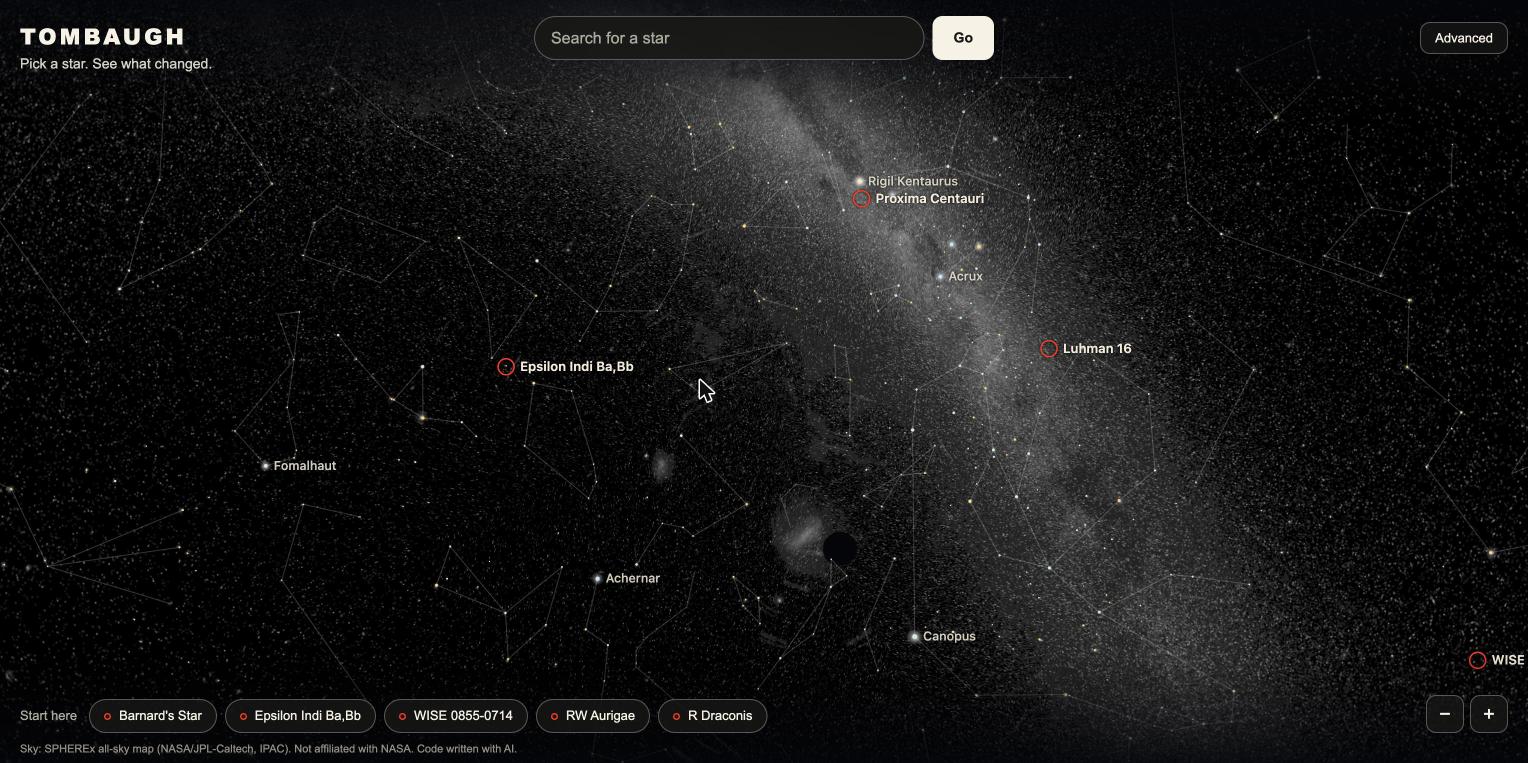 TOMBAUGH
Pick a star. See what changed.
Search for a star
Go
Advanced
Rigil Kentaurus
Proxima Centauri
Acrux
Luhman 16
Epsilon Indi Ba,Bb
Fomalhaut
Achernar
Canopus
WISE
Start here
Barnard's Star
Epsilon Indi Ba,Bb
WISE 0855-0714
RW Aurigae
R Draconis
− +
Sky: SPHEREx all-sky map (NASA/JPL-Caltech, IPAC). Not affiliated with NASA. Code written with AI.